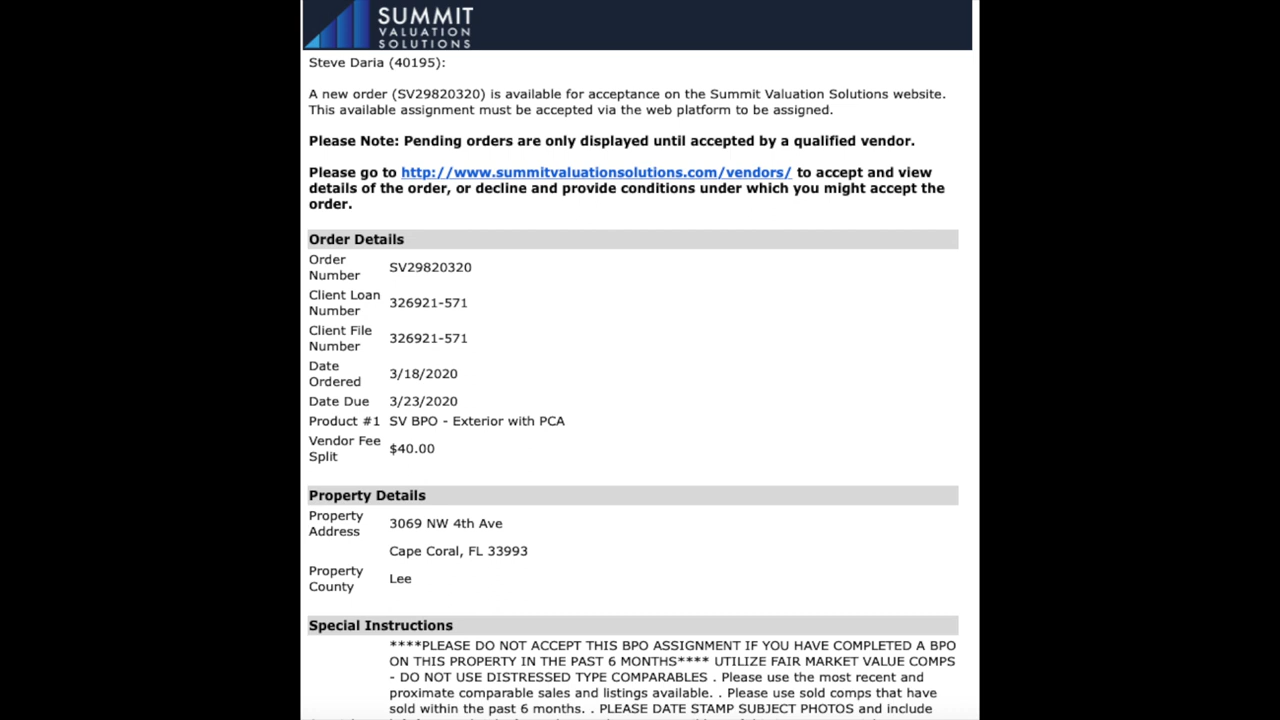 SUMMIT
VALUATION
SOLUTIONS
Steve Daria (40195):
A new order (SV29820320) is available for acceptance on the Summit Valuation Solutions website.
This available assignment must be accepted via the web platform to be assigned.
Please Note: Pending orders are only displayed until accepted by a qualified vendor.
Please go to http://www.summitvaluationsolutions.com/vendors/ to accept and view
details of the order, or decline and provide conditions under which you might accept the
order.
Order Details
Order
Number SV29820320
Client Loan
Number 326921-571
Client File
Number 326921-571
Date
Ordered 3/18/2020
Date Due 3/23/2020
Product #1 SV BPO - Exterior with PCA
Vendor Fee
Split $40.00
Property Details
Property
Address 3069 NW 4th Ave
Cape Coral, FL 33993
Property
County Lee
Special Instructions
****PLEASE DO NOT ACCEPT THIS BPO ASSIGNMENT IF YOU HAVE COMPLETED A BPO
ON THIS PROPERTY IN THE PAST 6 MONTHS**** UTILIZE FAIR MARKET VALUE COMPS
- DO NOT USE DISTRESSED TYPE COMPARABLES . Please use the most recent and
proximate comparable sales and listings available. . Please use sold comps that have
sold within the past 6 months. . PLEASE DATE STAMP SUBJECT PHOTOS and include